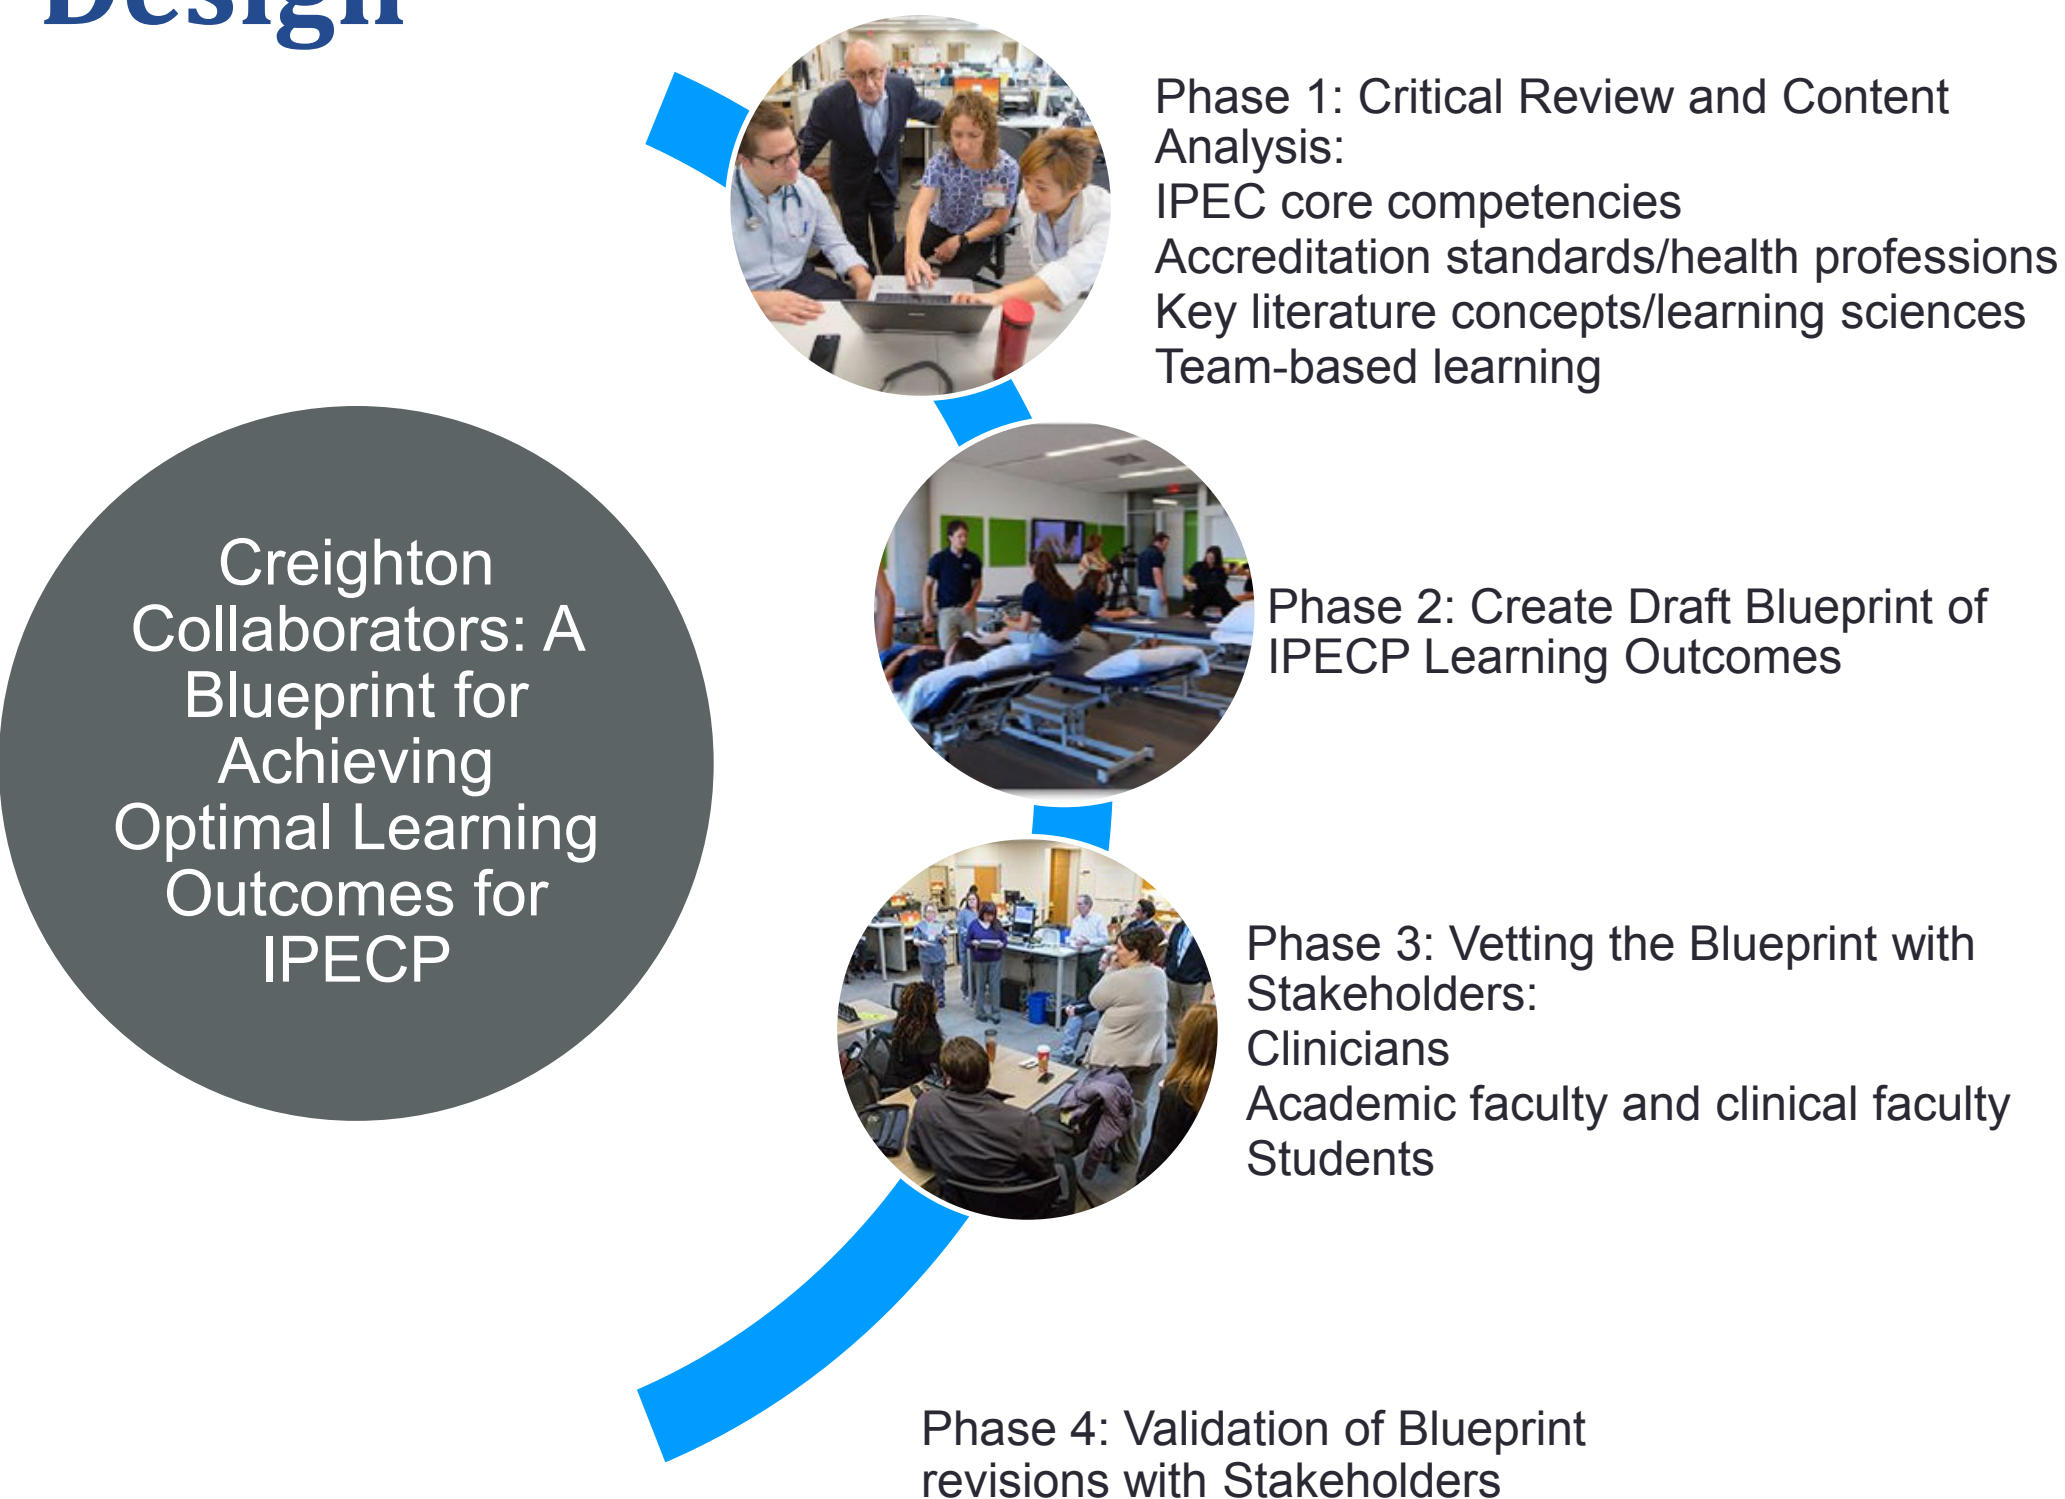 Design
Creighton
Collaborators: A
Blueprint for
Achieving
Optimal Learning
Outcomes for
IPECP
Phase 1: Critical Review and Content
Analysis:
IPEC core competencies
Accreditation standards/health professions
Key literature concepts/learning sciences
Team-based learning
Phase 2: Create Draft Blueprint of
IPECP Learning Outcomes
Phase 3: Vetting the Blueprint with
Stakeholders:
Clinicians
Academic faculty and clinical faculty
Students
Phase 4: Validation of Blueprint
revisions with Stakeholders